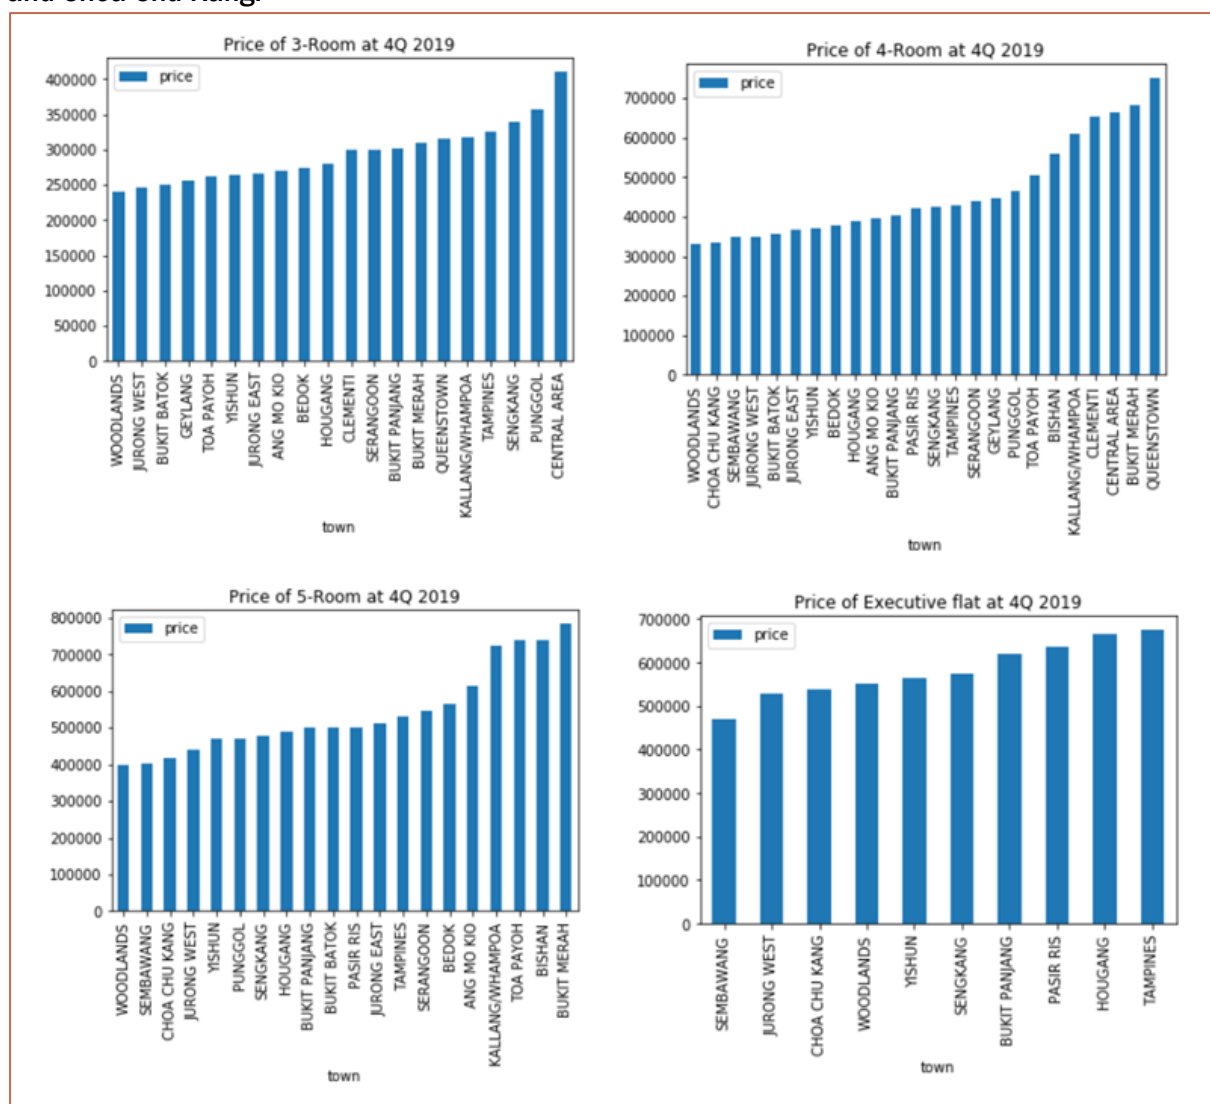 and Choa Chu Kang.
Price of 3-Room at 4Q 2019
price
400000
350000
300000
250000
200000
150000
100000
50000
0
WOODLANDS
JURONG WEST
BUKIT BATOK
GEYLANG
TOA PAYOH
YISHUN
JURONG EAST
ANG MO KIO
BEDOK
HOUGANG
CLEMENTI
SERANGOON
BUKIT PANJANG
BUKIT MERAH
QUEENSTOWN
KALLANG/WHAMPOA
TAMPINES
SENGKANG
PUNGGOL
CENTRAL AREA
town
Price of 4-Room at 4Q 2019
price
700000
600000
500000
400000
300000
200000
100000
0
WOODLANDS
CHOA CHU KANG
SEMBAWANG
JURONG WEST
BUKIT BATOK
JURONG EAST
YISHUN
BEDOK
HOUGANG
ANG MO KIO
BUKIT PANJANG
PASIR RIS
SENGKANG
TAMPINES
SERANGOON
GEYLANG
PUNGGOL
TOA PAYOH
BISHAN
KALLANG/WHAMPOA
CLEMENTI
CENTRAL AREA
BUKIT MERAH
QUEENSTOWN
town
Price of 5-Room at 4Q 2019
price
800000
700000
600000
500000
400000
300000
200000
100000
0
WOODLANDS
SEMBAWANG
CHOA CHU KANG
JURONG WEST
YISHUN
PUNGGOL
SENGKANG
HOUGANG
BUKIT PANJANG
BUKIT BATOK
PASIR RIS
JURONG EAST
TAMPINES
SERANGOON
BEDOK
ANG MO KIO
KALLANG/WHAMPOA
TOA PAYOH
BISHAN
BUKIT MERAH
town
Price of Executive flat at 4Q 2019
price
700000
600000
500000
400000
300000
200000
100000
0
SEMBAWANG
JURONG WEST
CHOA CHU KANG
WOODLANDS
YISHUN
SENGKANG
BUKIT PANJANG
PASIR RIS
HOUGANG
TAMPINES
town